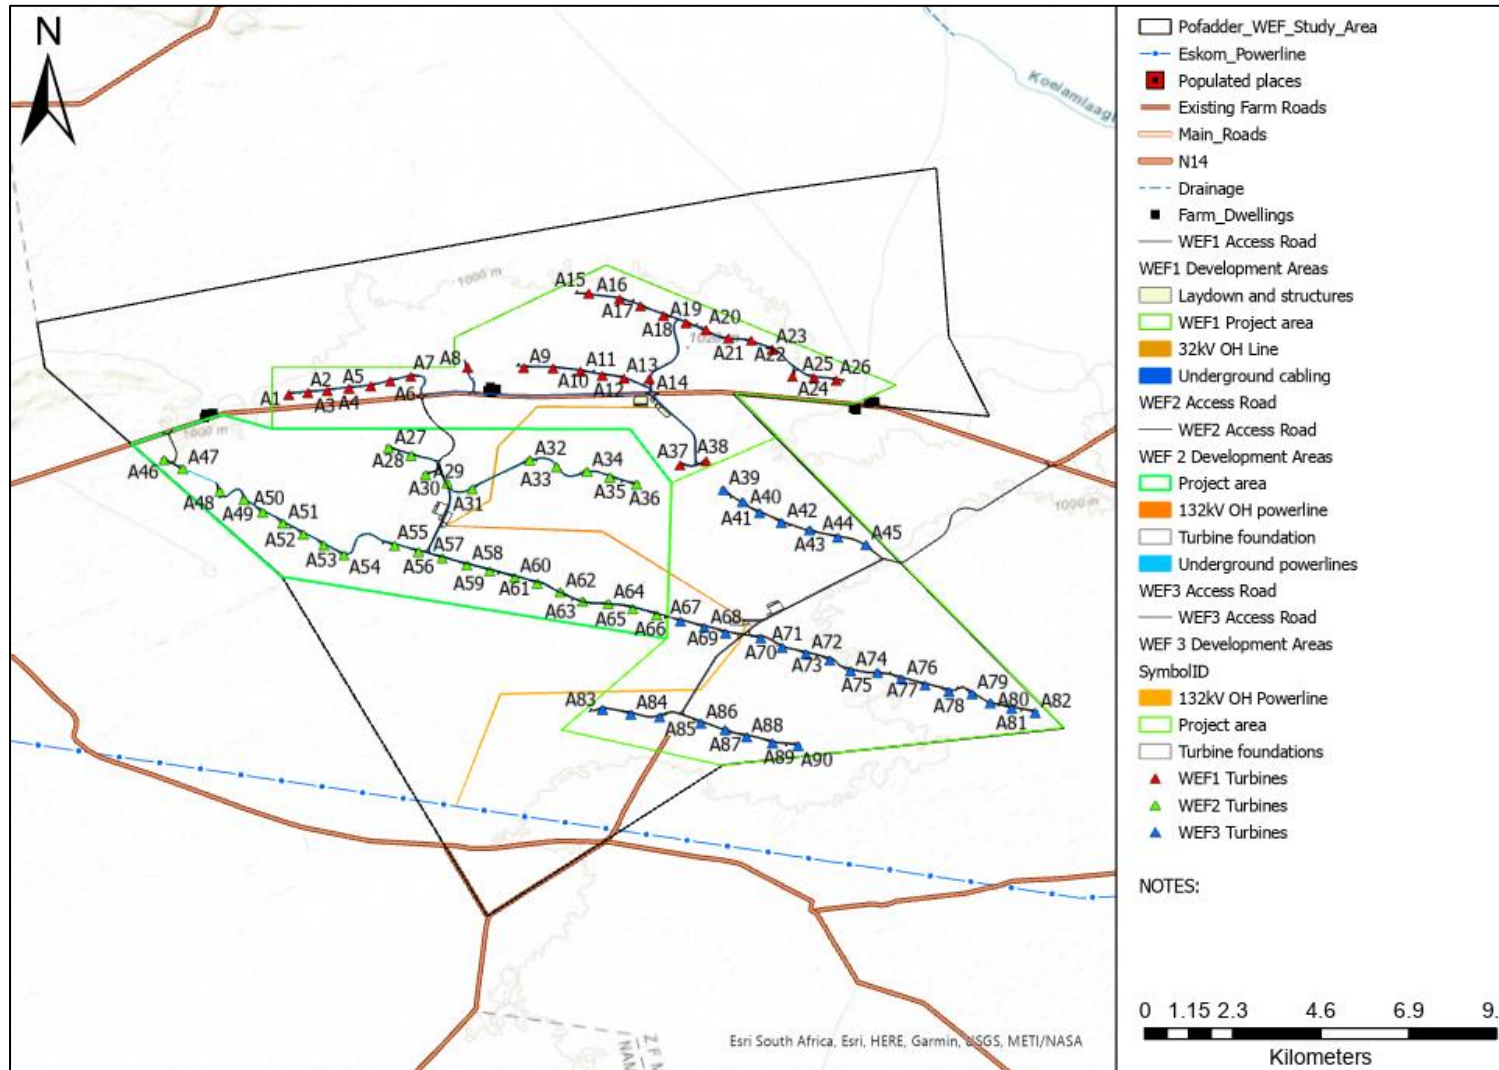 N
Koelamlaagt
1000 m
A15
A16
A17
A18
A19
A20
1020 m
A21
A22
A23
A24
A25
A26
A8
A9
A10
A11
A12
A13
A14
A7
A1
A2
A3
A4
A5
A6
1000 m
A46
A47
A27
A28
A29
A30
A31
A32
A33
A34
A35
A36
A37
A38
A39
A40
A41
A42
A43
A44
A45
1000 m
A48
A49
A50
A51
A52
A53
A54
A55
A56
A57
A58
A59
A60
A61
A62
A63
A64
A65
A66
A67
A68
A69
A70
A71
A72
A73
A74
A75
A76
A77
A78
A79
A80
A81
A82
A83
A84
A85
A86
A87
A88
A89
A90
Z F M
NAM
Esri South Africa, Esri, HERE, Garmin, USGS, METI/NASA
Pofadder_WEF_Study_Area
Eskom_Powerline
Populated places
Existing Farm Roads
Main_Roads
N14
Drainage
Farm_Dwellings
WEF1 Access Road
WEF1 Development Areas
Laydown and structures
WEF1 Project area
32kV OH Line
Underground cabling
WEF2 Access Road
WEF2 Access Road
WEF 2 Development Areas
Project area
132kV OH powerline
Turbine foundation
Underground powerlines
WEF3 Access Road
WEF3 Access Road
WEF 3 Development Areas
SymbolID
132kV OH Powerline
Project area
Turbine foundations
WEF1 Turbines
WEF2 Turbines
WEF3 Turbines
NOTES:
0 1.15 2.3 4.6 6.9 9.
Kilometers